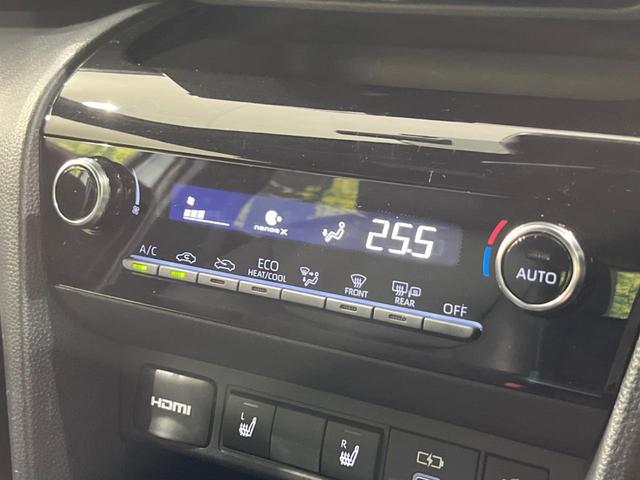 nanoe X
25.5
A/C
ECO
HEAT/COOL
FRONT
REAR
OFF
AUTO
HDMI
L
R